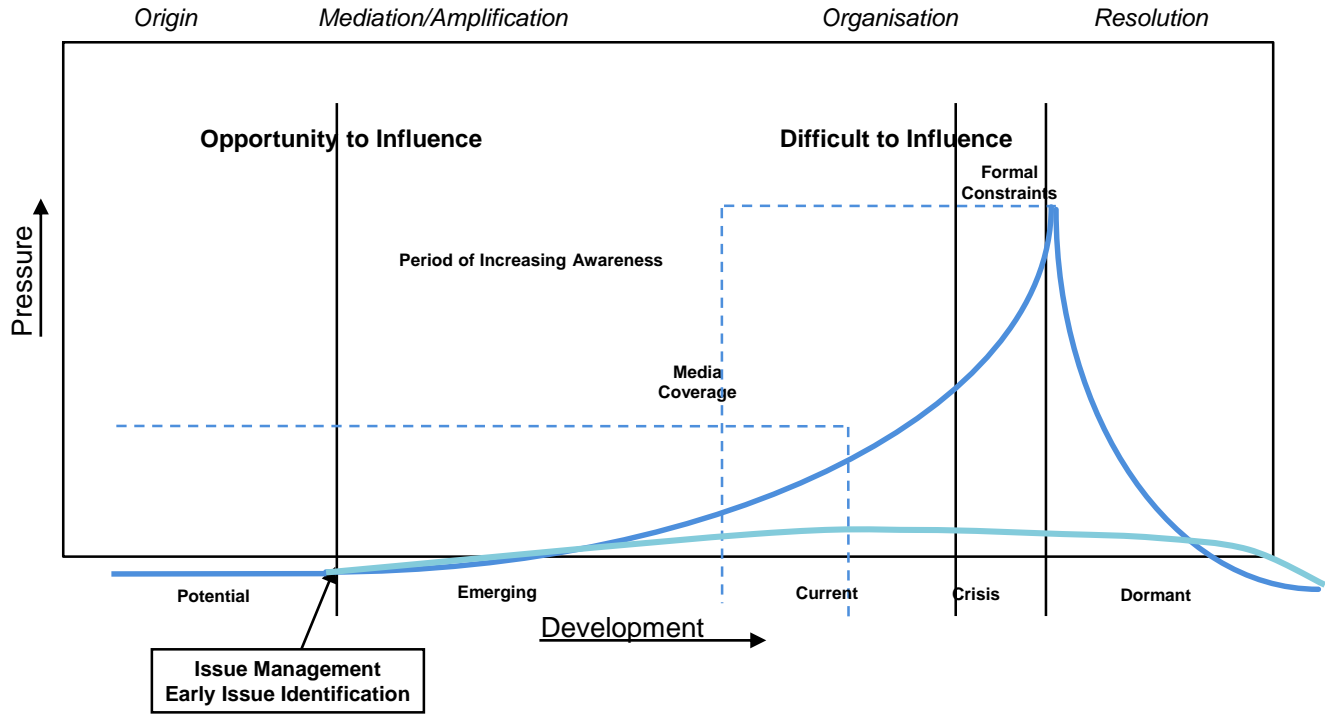 Origin
Mediation/Amplification
Organisation
Resolution
Opportunity to Influence
Difficult to Influence
Formal
Constraints
Pressure
Period of Increasing Awareness
Media
Coverage
Potential
Emerging
Current
Crisis
Dormant
Development
Issue Management
Early Issue Identification